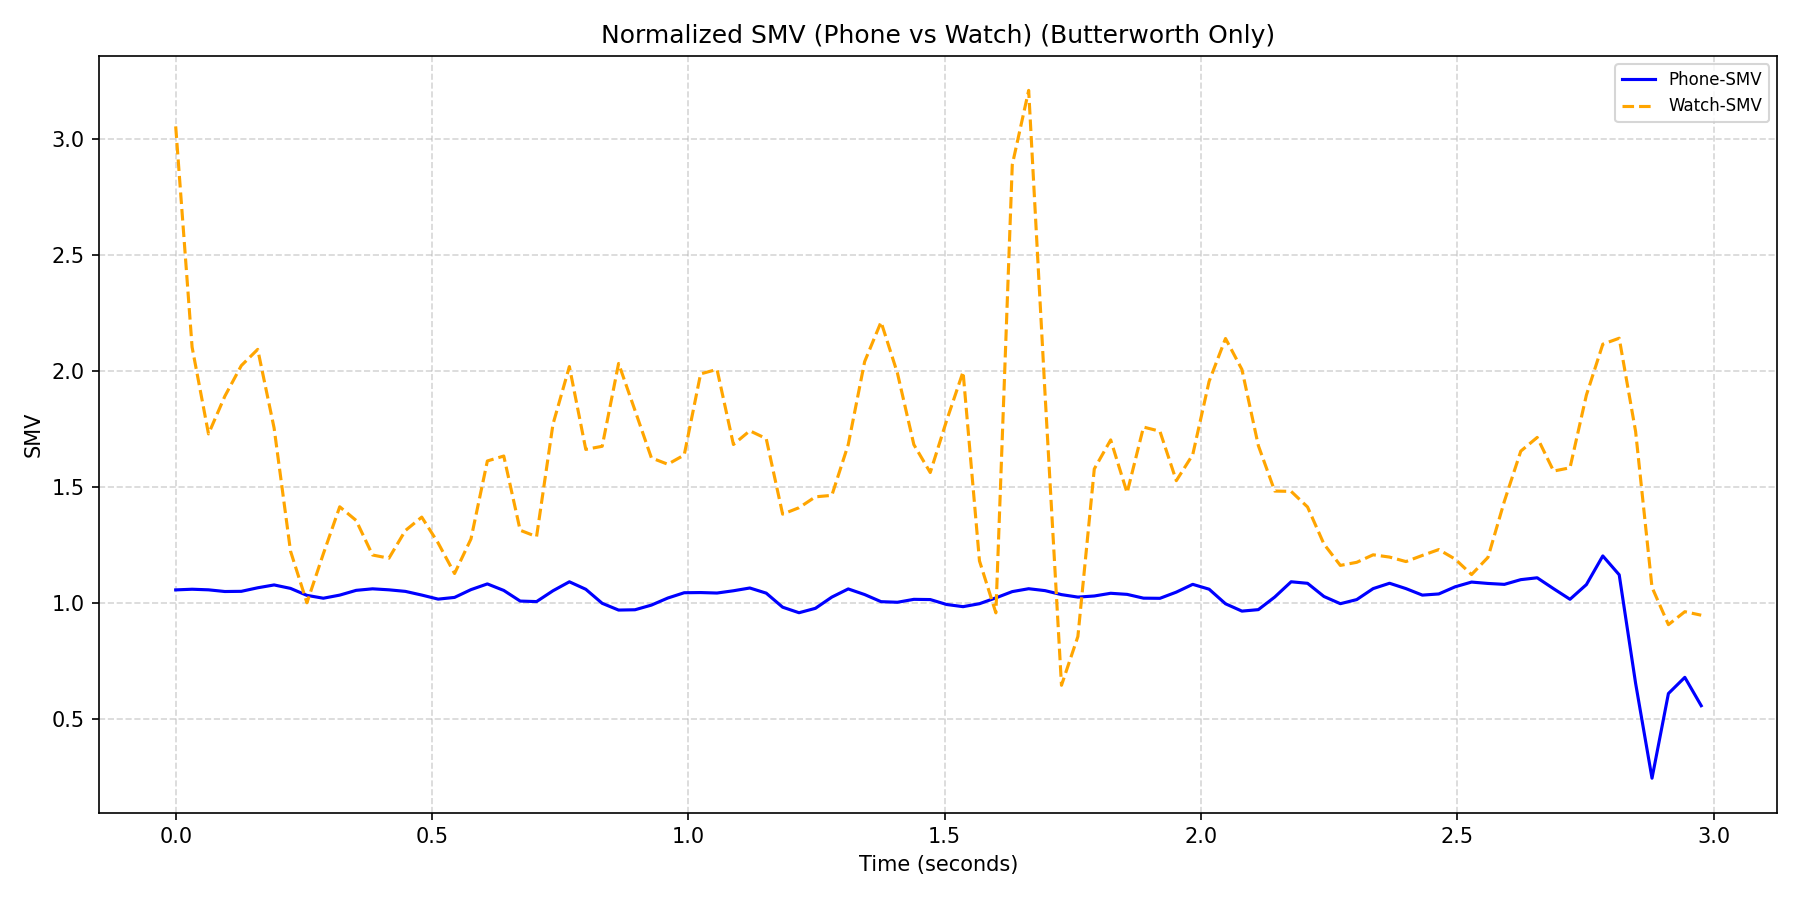 Normalized SMV (Phone vs Watch) (Butterworth Only)
Phone-SMV
Watch-SMV
SMV
3.0
2.5
2.0
1.5
1.0
0.5
0.0 0.5 1.0 1.5 2.0 2.5 3.0
Time (seconds)